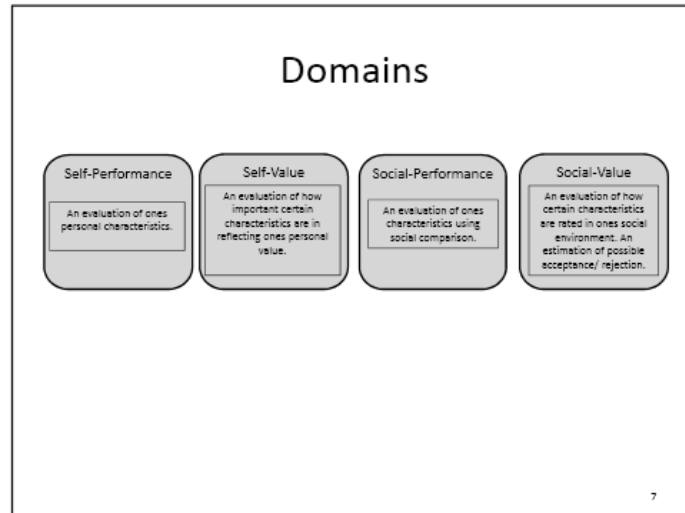 Domains
Self-Performance
An evaluation of ones
personal characteristics.
Self-Value
An evaluation of how
important certain
characteristics are in
reflecting ones personal
value.
Social-Performance
An evaluation of ones
characteristics using
social comparison.
Social-Value
An evaluation of how
certain characteristics
are rated in ones social
environment. An
estimation of possible
acceptance/ rejection.
7